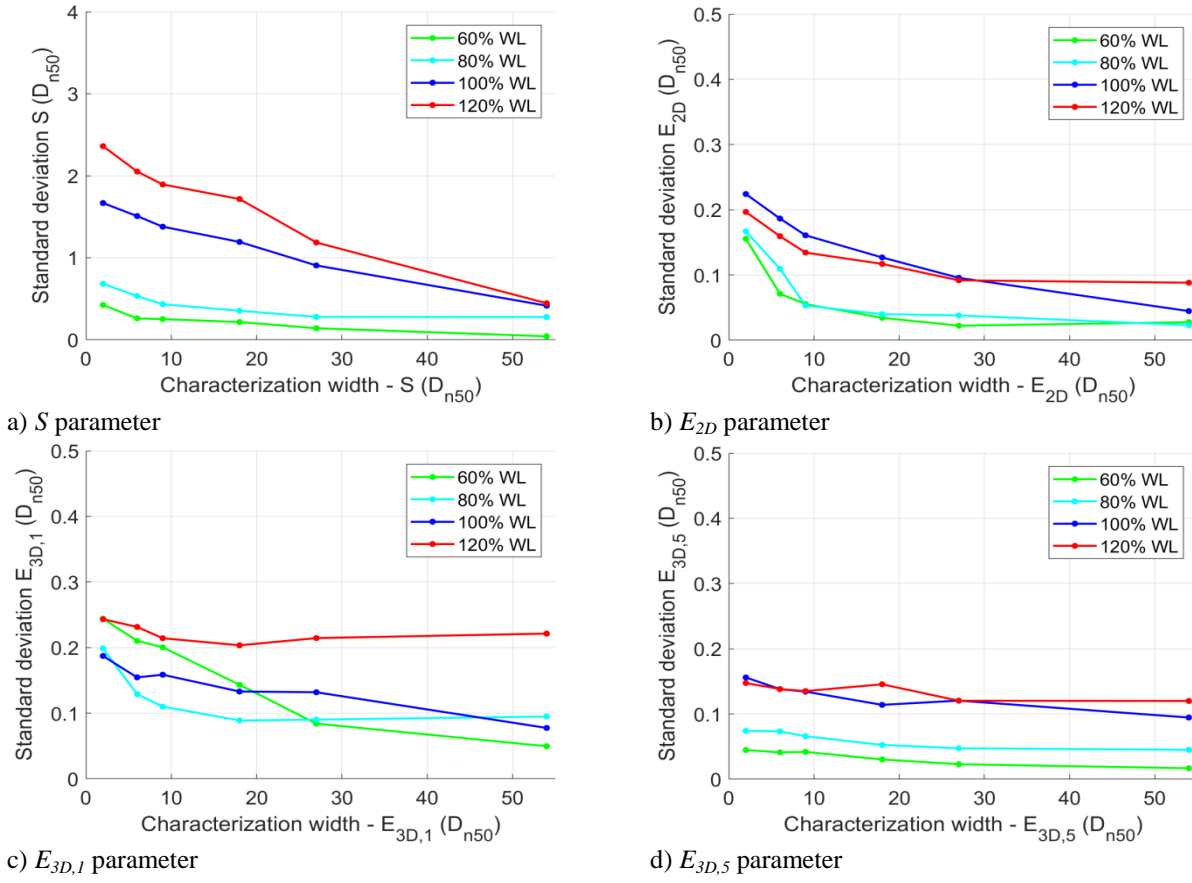 4
3
2
1
0
0
10
20
30
40
50
Standard deviation S (Dn50)
Characterization width - S (Dn50)
60% WL
80% WL
100% WL
120% WL
a) S parameter
0.5
0.4
0.3
0.2
0.1
0
0
10
20
30
40
50
Standard deviation E2D (Dn50)
Characterization width - E2D (Dn50)
60% WL
80% WL
100% WL
120% WL
b) E2D parameter
0.5
0.4
0.3
0.2
0.1
0
0
10
20
30
40
50
Standard deviation E3D,1 (Dn50)
Characterization width - E3D,1 (Dn50)
60% WL
80% WL
100% WL
120% WL
c) E3D,1 parameter
0.5
0.4
0.3
0.2
0.1
0
0
10
20
30
40
50
Standard deviation E3D,5 (Dn50)
Characterization width - E3D,5 (Dn50)
60% WL
80% WL
100% WL
120% WL
d) E3D,5 parameter